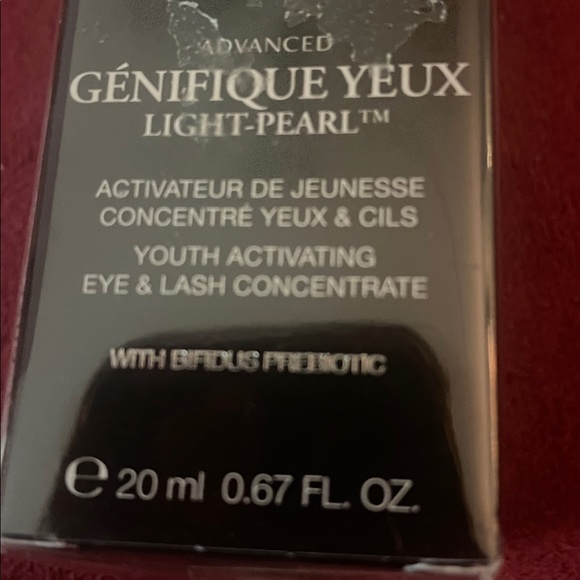 ADVANCED
GÉNIFIQUE YEUX
LIGHT-PEARL™
ACTIVATEUR DE JEUNESSE
CONCENTRÉ YEUX & CILS
YOUTH ACTIVATING
EYE & LASH CONCENTRATE
WITH BIFIDUS PREBIOTIC
℮ 20 ml 0.67 FL. OZ.